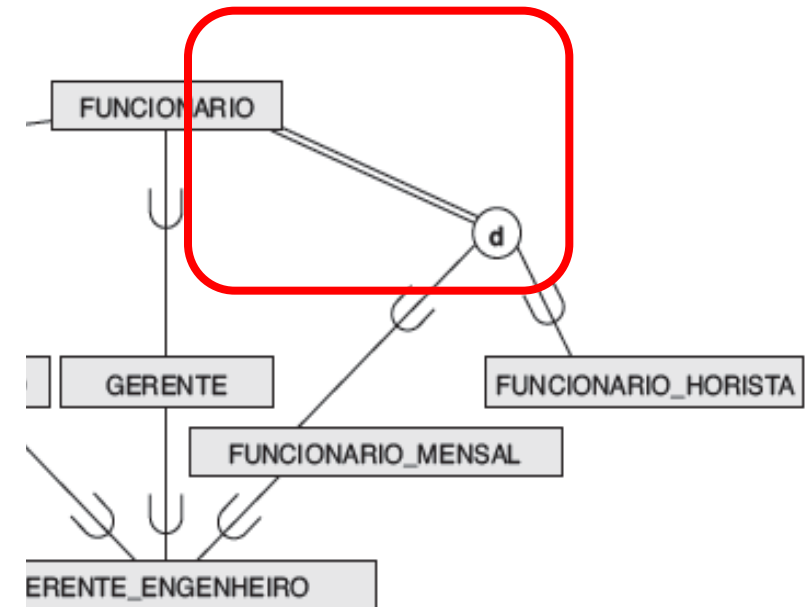 FUNCIONARIO
d
GERENTE
FUNCIONARIO_HORISTA
FUNCIONARIO_MENSAL
ERENTE_ENGENHEIRO